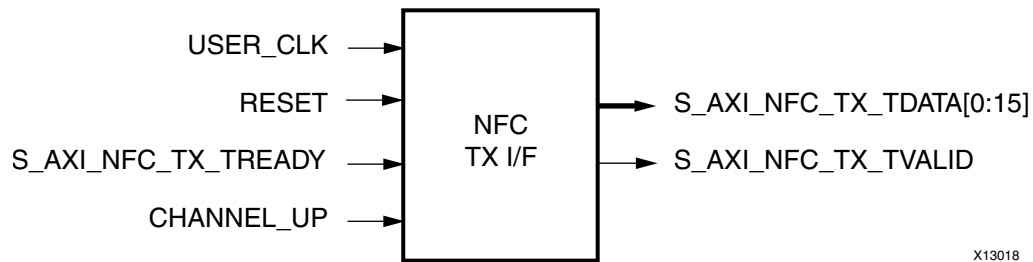 USER_CLK
RESET
S_AXI_NFC_TX_TREADY
CHANNEL_UP
NFC
TX I/F
S_AXI_NFC_TX_TDATA[0:15]
S_AXI_NFC_TX_TVALID
X13018